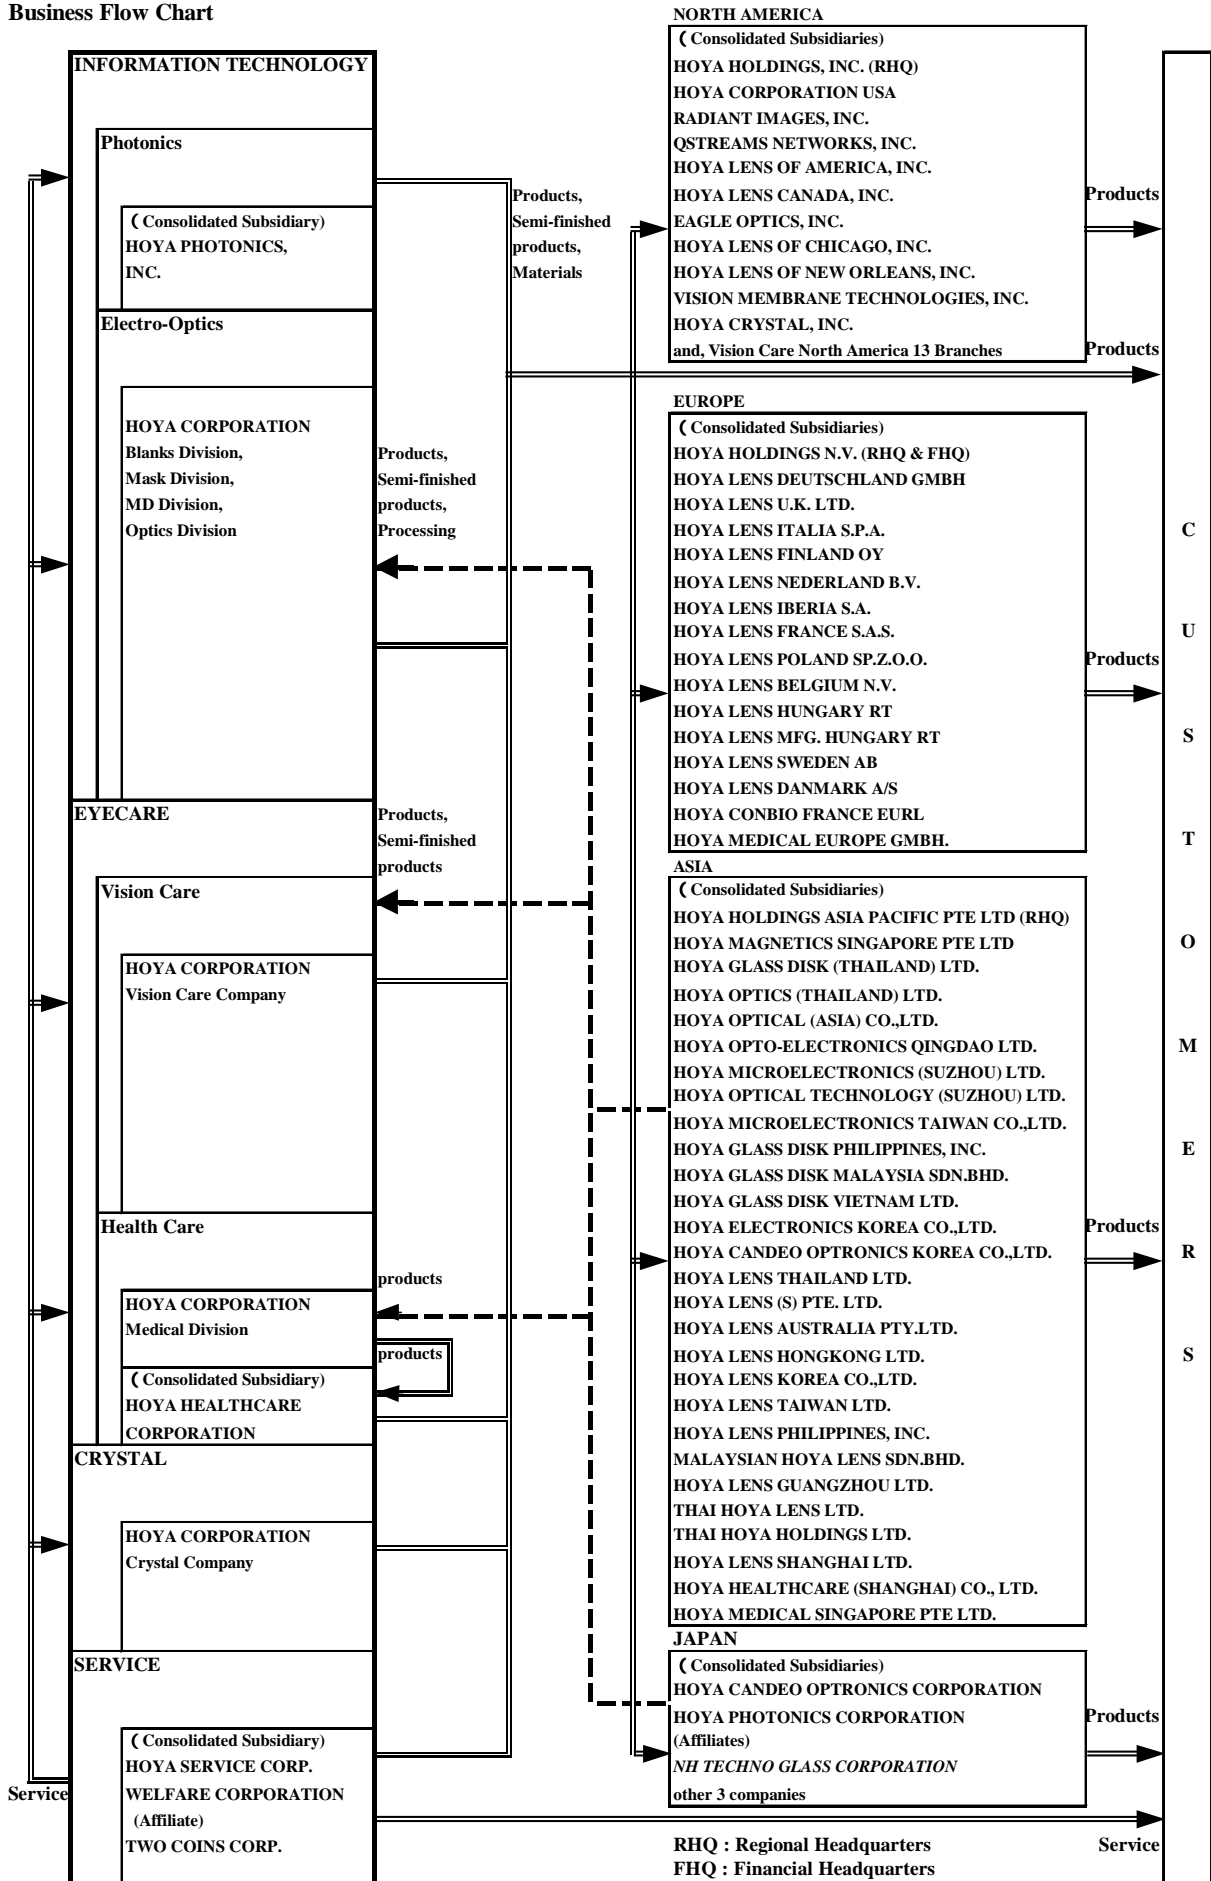 Business Flow Chart
INFORMATION TECHNOLOGY
Photonics
(Consolidated Subsidiary)
HOYA PHOTONICS,
INC.
Electro-Optics
HOYA CORPORATION
Blanks Division,
Mask Division,
MD Division,
Optics Division
EYECARE
Vision Care
HOYA CORPORATION
Vision Care Company
Health Care
HOYA CORPORATION
Medical Division
(Consolidated Subsidiary)
HOYA HEALTHCARE
CORPORATION
CRYSTAL
HOYA CORPORATION
Crystal Company
SERVICE
(Consolidated Subsidiary)
HOYA SERVICE CORP.
WELFARE CORPORATION
(Affiliate)
TWO COINS CORP.
Service
Products,
Semi-finished
products,
Materials
Products,
Semi-finished
products,
Processing
Products,
Semi-finished
products
products
products
NORTH AMERICA
(Consolidated Subsidiaries)
HOYA HOLDINGS, INC. (RHQ)
HOYA CORPORATION USA
RADIANT IMAGES, INC.
QSTREAMS NETWORKS, INC.
HOYA LENS OF AMERICA, INC.
HOYA LENS CANADA, INC.
EAGLE OPTICS, INC.
HOYA LENS OF CHICAGO, INC.
HOYA LENS OF NEW ORLEANS, INC.
VISION MEMBRANE TECHNOLOGIES, INC.
HOYA CRYSTAL, INC.
and, Vision Care North America 13 Branches
EUROPE
(Consolidated Subsidiaries)
HOYA HOLDINGS N.V. (RHQ & FHQ)
HOYA LENS DEUTSCHLAND GMBH
HOYA LENS U.K. LTD.
HOYA LENS ITALIA S.P.A.
HOYA LENS FINLAND OY
HOYA LENS NEDERLAND B.V.
HOYA LENS IBERIA S.A.
HOYA LENS FRANCE S.A.S.
HOYA LENS POLAND SP.Z.O.O.
HOYA LENS BELGIUM N.V.
HOYA LENS HUNGARY RT
HOYA LENS MFG. HUNGARY RT
HOYA LENS SWEDEN AB
HOYA LENS DANMARK A/S
HOYA CONBIO FRANCE EURL
HOYA MEDICAL EUROPE GMBH.
ASIA
(Consolidated Subsidiaries)
HOYA HOLDINGS ASIA PACIFIC PTE LTD (RHQ)
HOYA MAGNETICS SINGAPORE PTE LTD
HOYA GLASS DISK (THAILAND) LTD.
HOYA OPTICS (THAILAND) LTD.
HOYA OPTICAL (ASIA) CO.,LTD.
HOYA OPTO-ELECTRONICS QINGDAO LTD.
HOYA MICROELECTRONICS (SUZHOU) LTD.
HOYA OPTICAL TECHNOLOGY (SUZHOU) LTD.
HOYA MICROELECTRONICS TAIWAN CO.,LTD.
HOYA GLASS DISK PHILIPPINES, INC.
HOYA GLASS DISK MALAYSIA SDN.BHD.
HOYA GLASS DISK VIETNAM LTD.
HOYA ELECTRONICS KOREA CO.,LTD.
HOYA CANDEO OPTRONICS KOREA CO.,LTD.
HOYA LENS THAILAND LTD.
HOYA LENS (S) PTE. LTD.
HOYA LENS AUSTRALIA PTY.LTD.
HOYA LENS HONGKONG LTD.
HOYA LENS KOREA CO.,LTD.
HOYA LENS TAIWAN LTD.
HOYA LENS PHILIPPINES, INC.
MALAYSIAN HOYA LENS SDN.BHD.
HOYA LENS GUANGZHOU LTD.
THAI HOYA LENS LTD.
THAI HOYA HOLDINGS LTD.
HOYA LENS SHANGHAI LTD.
HOYA HEALTHCARE (SHANGHAI) CO., LTD.
HOYA MEDICAL SINGAPORE PTE LTD.
JAPAN
(Consolidated Subsidiaries)
HOYA CANDEO OPTRONICS CORPORATION
HOYA PHOTONICS CORPORATION
(Affiliates)
NH TECHNO GLASS CORPORATION
other 3 companies
RHQ : Regional Headquarters
FHQ : Financial Headquarters
Products
Products
Products
Products
Products
Service
C
U
S
T
O
M
E
R
S